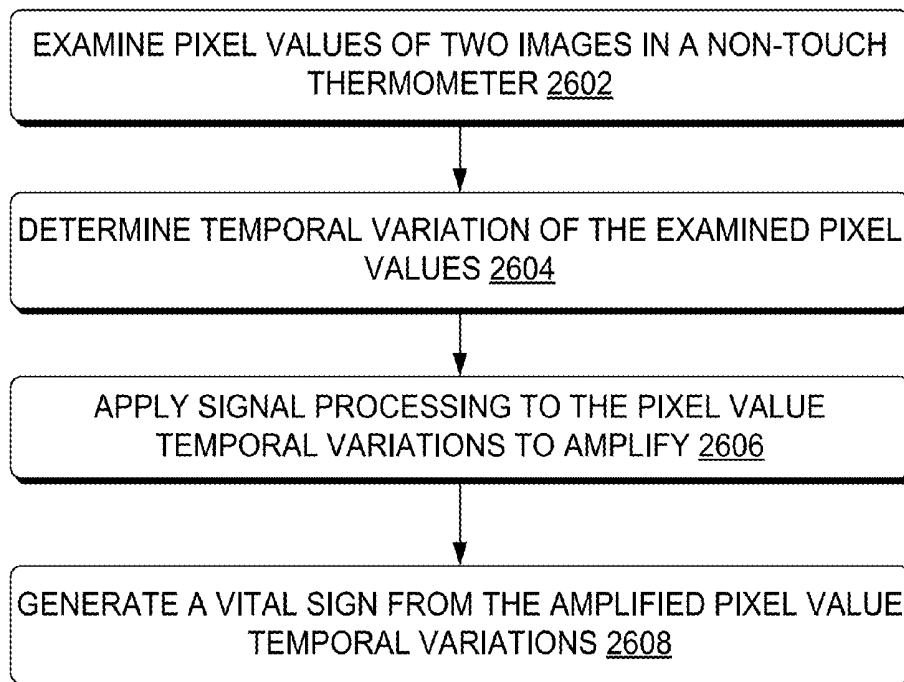 EXAMINE PIXEL VALUES OF TWO IMAGES IN A NON-TOUCH
THERMOMETER 2602
DETERMINE TEMPORAL VARIATION OF THE EXAMINED PIXEL
VALUES 2604
APPLY SIGNAL PROCESSING TO THE PIXEL VALUE
TEMPORAL VARIATIONS TO AMPLIFY 2606
GENERATE A VITAL SIGN FROM THE AMPLIFIED PIXEL VALUE
TEMPORAL VARIATIONS 2608